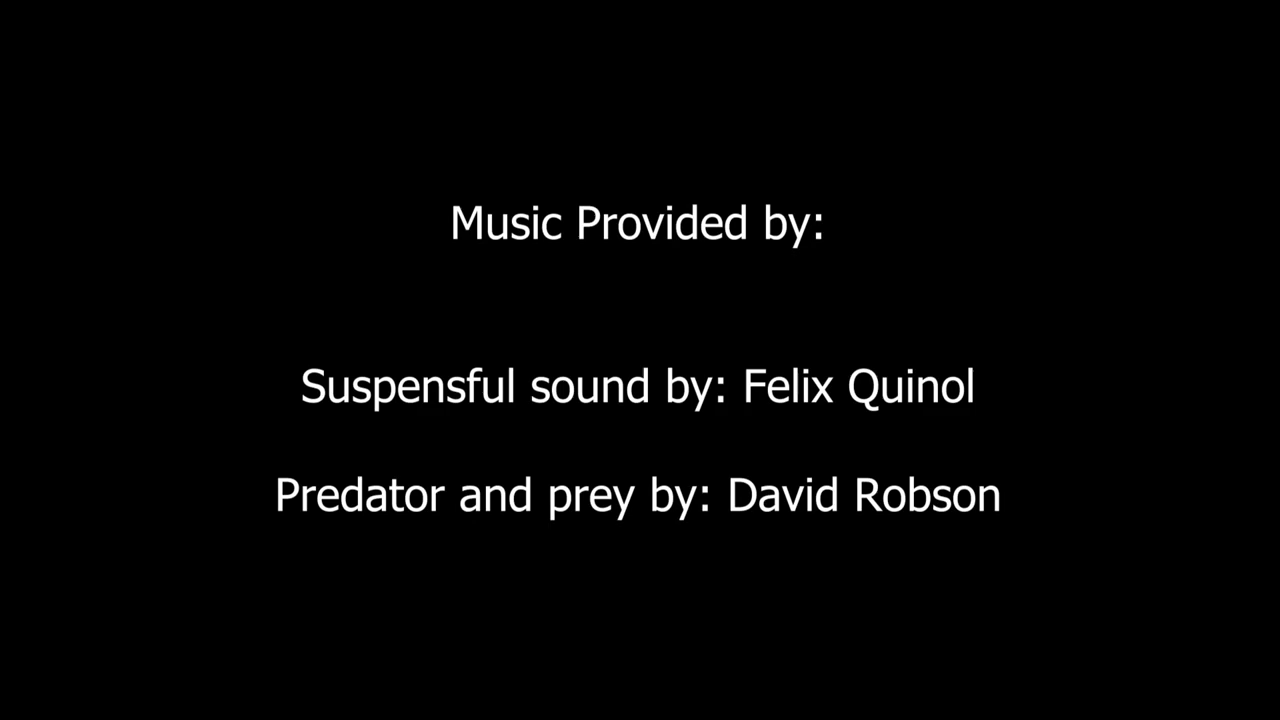 Music Provided by:
Suspensful sound by: Felix Quinol
Predator and prey by: David Robson